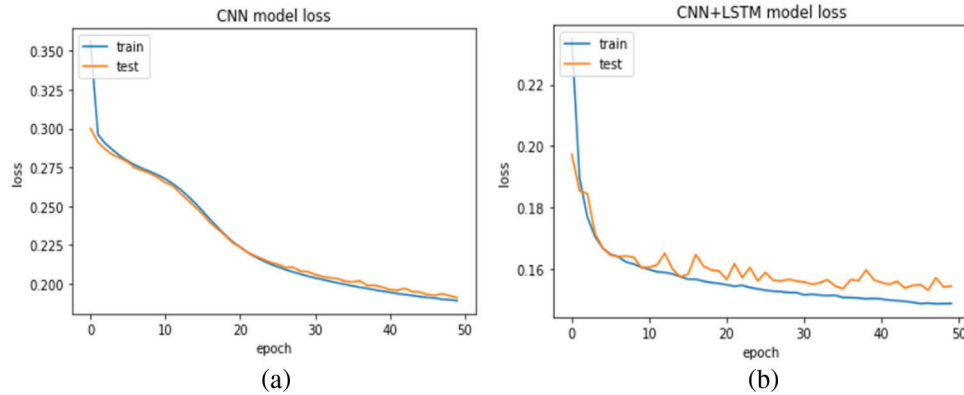 CNN model loss
train
test
loss
0.350
0.325
0.300
0.275
0.250
0.225
0.200
0 10 20 30 40 50
epoch
(a)
CNN+LSTM model loss
train
test
loss
0.22
0.20
0.18
0.16
0 10 20 30 40 50
epoch
(b)